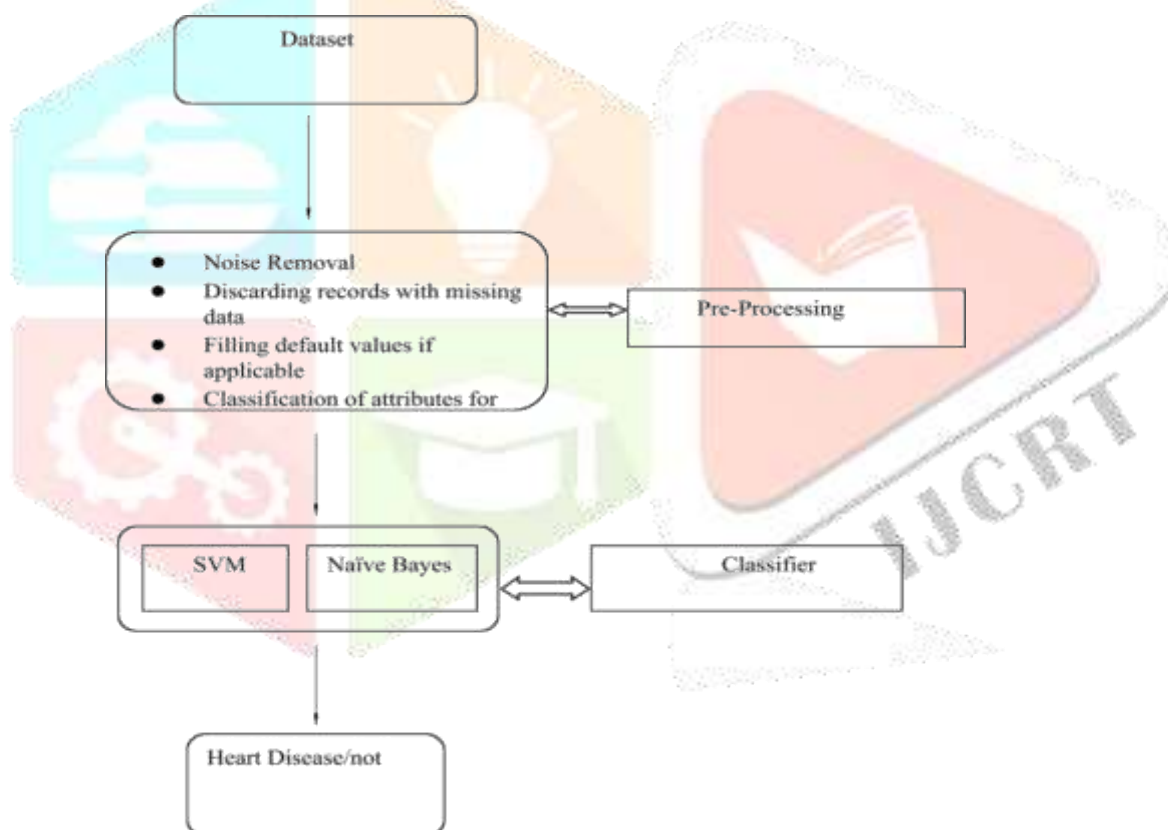 Dataset
● Noise Removal
● Discarding records with missing
data
Pre-Processing
● Filling default values if
applicable
● Classification of attributes for
SVM
Naïve Bayes
Classifier
Heart Disease/not
IJCRT